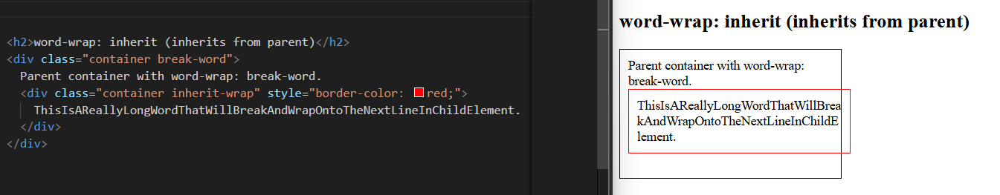 <h2>word-wrap: inherit (inherits from parent)</h2>
<div class="container break-word">
Parent container with word-wrap: break-word.
<div class="container inherit-wrap" style="border-color: red;">
ThisIsAReallyLongWordThatWillBreakAndWrapOntoTheNextLineInChildElement.
</div>
</div>
word-wrap: inherit (inherits from parent)
Parent container with word-wrap:
break-word.
ThisIsAReallyLongWordThatWillBrea
kAndWrapOntoTheNextLineInChildE
lement.